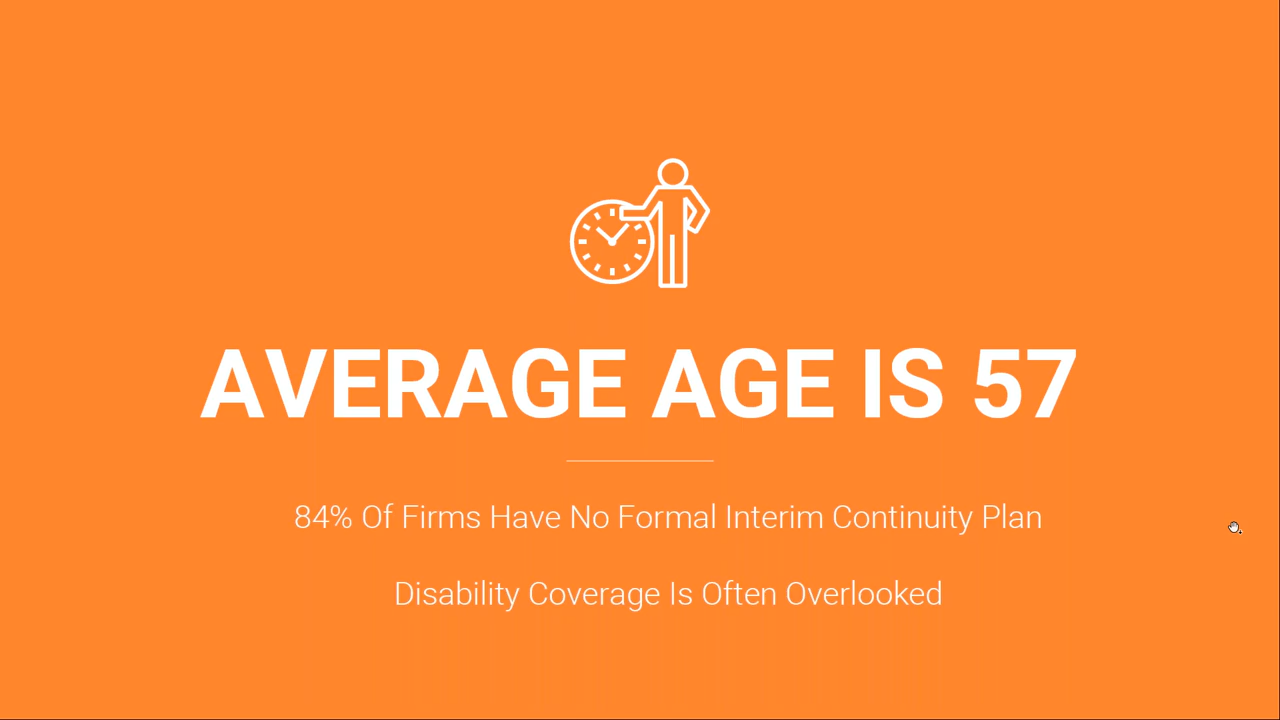 AVERAGE AGE IS 57
84% Of Firms Have No Formal Interim Continuity Plan
Disability Coverage Is Often Overlooked